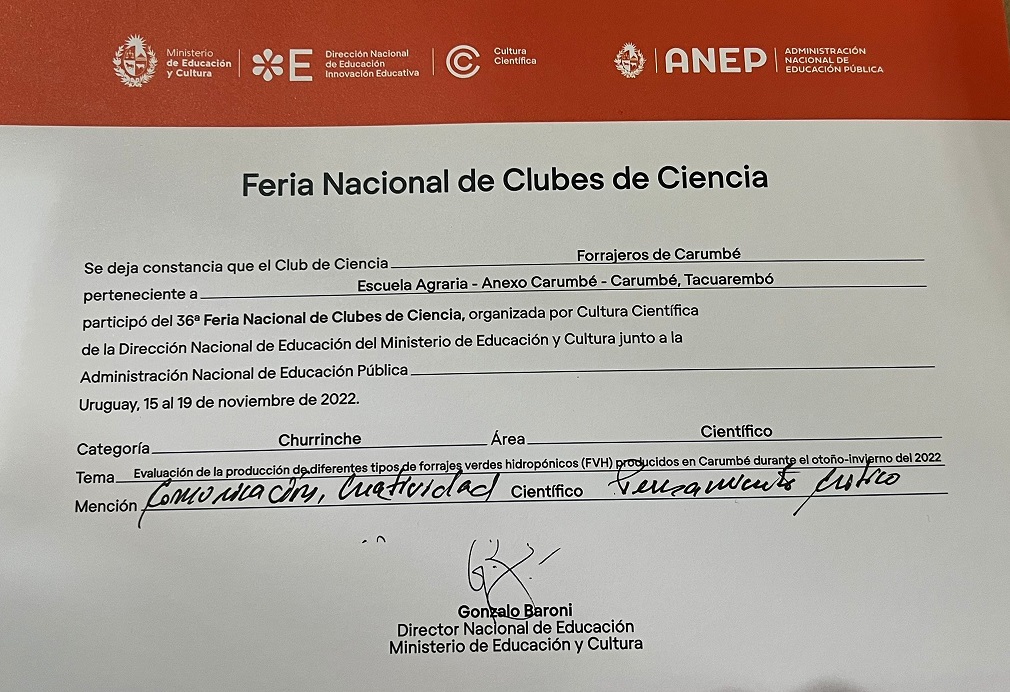 Ministerio
de Educación
y Cultura
E
Dirección Nacional
de Educación
Innovación Educativa
Cultura
Científica
ANEP
ADMINISTRACIÓN
NACIONAL DE
EDUCACIÓN PÚBLICA
Feria Nacional de Clubes de Ciencia
Se deja constancia que el Club de Ciencia Forrajeros de Carumbé
perteneciente a Escuela Agraria - Anexo Carumbé - Carumbé, Tacuarembó
participó del 36ª Feria Nacional de Clubes de Ciencia, organizada por Cultura Científica
de la Dirección Nacional de Educación del Ministerio de Educación y Cultura junto a la
Administración Nacional de Educación Pública
Uruguay, 15 al 19 de noviembre de 2022.
Categoría Churrinche Área Científico
Tema Evaluación de la producción de diferentes tipos de forrajes verdes hidropónicos (FVH) producidos en Carumbé durante el otoño-invierno del 2022
Mención Comunicación, Creatividad Científico Pensamiento crítico
Gonzalo Baroni
Director Nacional de Educación
Ministerio de Educación y Cultura